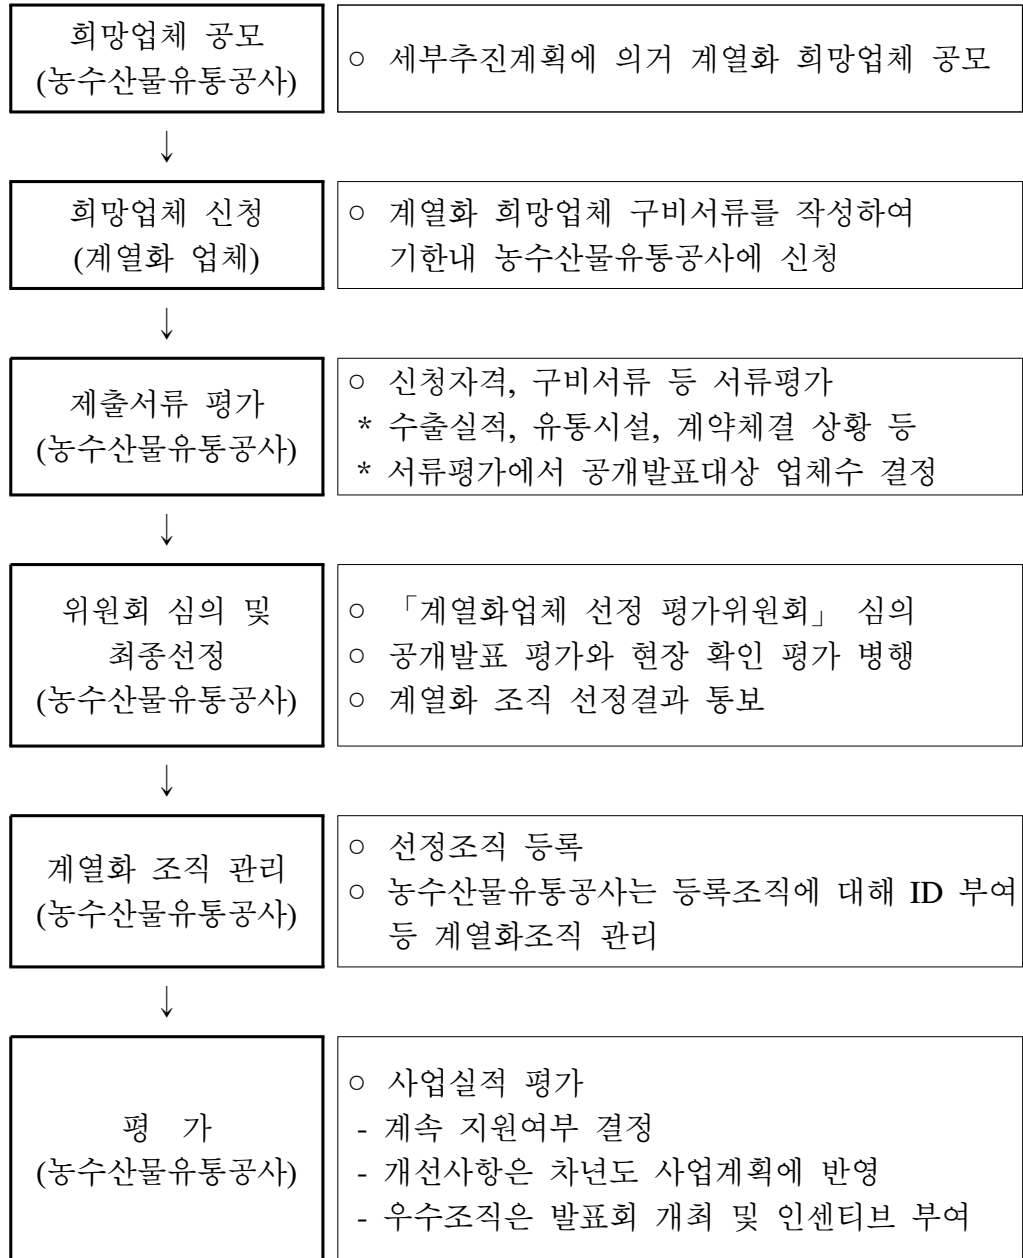 희망업체 공모
(농수산물유통공사)
○ 세부추진계획에 의거 계열화 희망업체 공모
↓
희망업체 신청
(계열화 업체)
○ 계열화 희망업체 구비서류를 작성하여
기한내 농수산물유통공사에 신청
↓
제출서류 평가
(농수산물유통공사)
○ 신청자격, 구비서류 등 서류평가
* 수출실적, 유통시설, 계약체결 상황 등
* 서류평가에서 공개발표대상 업체수 결정
↓
위원회 심의 및
최종선정
(농수산물유통공사)
○ 「계열화업체 선정 평가위원회」 심의
○ 공개발표 평가와 현장 확인 평가 병행
○ 계열화 조직 선정결과 통보
↓
계열화 조직 관리
(농수산물유통공사)
○ 선정조직 등록
○ 농수산물유통공사는 등록조직에 대해 ID 부여
등 계열화조직 관리
↓
평 가
(농수산물유통공사)
○ 사업실적 평가
- 계속 지원여부 결정
- 개선사항은 차년도 사업계획에 반영
- 우수조직은 발표회 개최 및 인센티브 부여